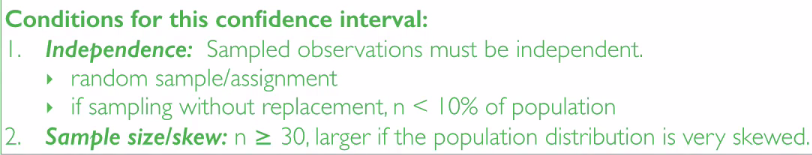 Conditions for this confidence interval:
1. Independence: Sampled observations must be independent.
‣ random sample/assignment
‣ if sampling without replacement, n < 10% of population
2. Sample size/skew: n ≥ 30, larger if the population distribution is very skewed.